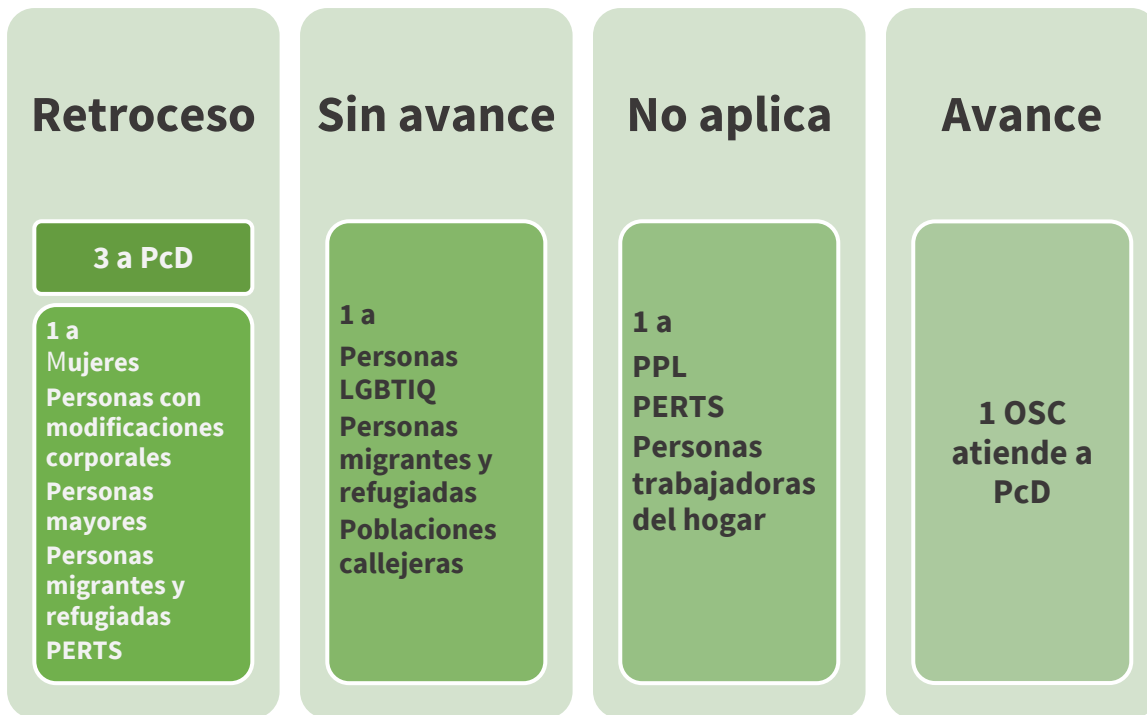 Retroceso
3 a PcD
1 a
Mujeres
Personas con
modificaciones
corporales
Personas
mayores
Personas
migrantes y
refugiadas
PERTS
Sin avance
1 a
Personas
LGBTIQ
Personas
migrantes y
refugiadas
Poblaciones
callejeras
No aplica
1 a
PPL
PERTS
Personas
trabajadoras
del hogar
Avance
1 OSC
atiende a
PcD